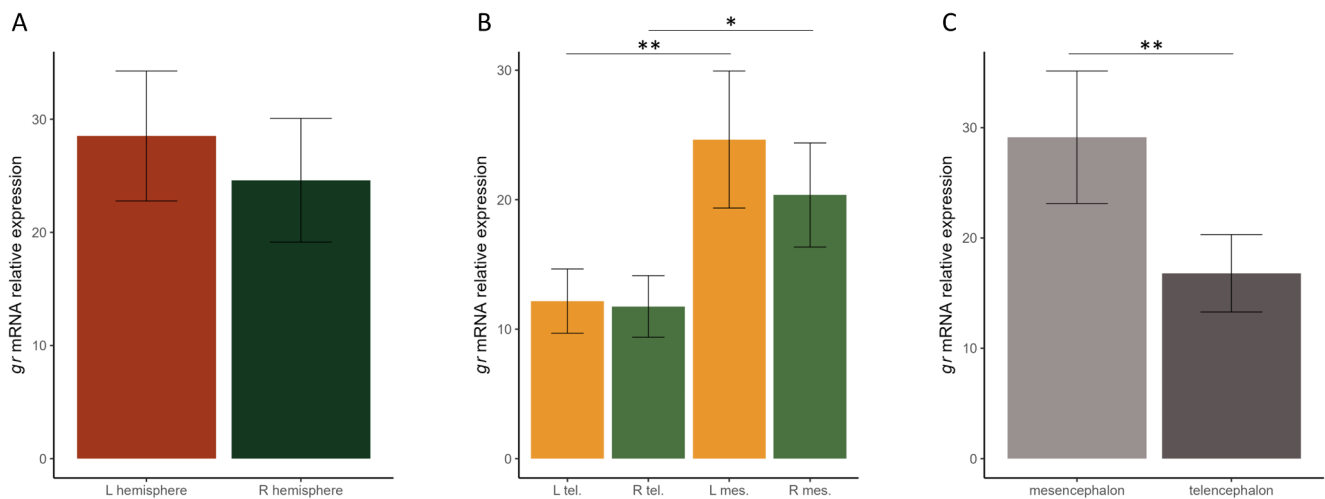 A
gr mRNA relative expression
30
20
10
0
L hemisphere
R hemisphere
B
*
**
gr mRNA relative expression
30
20
10
0
L tel.
R tel.
L mes.
R mes.
C
**
gr mRNA relative expression
30
20
10
0
mesencephalon
telencephalon